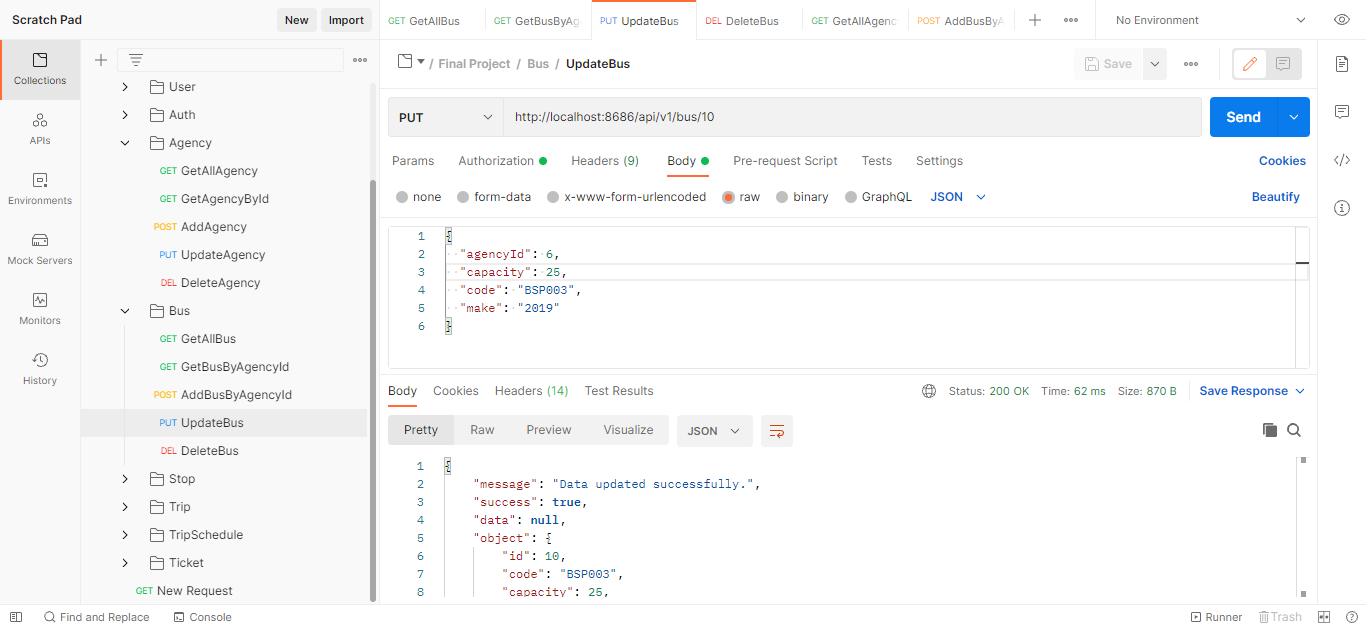 Scratch Pad
New
Import
GET GetAllBus
GET GetBusByAg
PUT UpdateBus
DEL DeleteBus
GET GetAllAgenc
POST AddBusByA
No Environment
Collections
APIs
Environments
Mock Servers
Monitors
History
User
Auth
Agency
GET GetAllAgency
GET GetAgencyById
POST AddAgency
PUT UpdateAgency
DEL DeleteAgency
Bus
GET GetAllBus
GET GetBusByAgencyId
POST AddBusByAgencyId
PUT UpdateBus
DEL DeleteBus
Stop
Trip
TripSchedule
Ticket
GET New Request
/ Final Project / Bus / UpdateBus
Save
PUT
http://localhost:8686/api/v1/bus/10
Send
Params
Authorization
Headers (9)
Body
Pre-request Script
Tests
Settings
Cookies
none
form-data
x-www-form-urlencoded
raw
binary
GraphQL
JSON
Beautify
1 {
2 "agencyId": 6,
3 "capacity": 25,
4 "code": "BSP003",
5 "make": "2019"
6 }
Body
Cookies
Headers (14)
Test Results
Status: 200 OK
Time: 62 ms
Size: 870 B
Save Response
Pretty
Raw
Preview
Visualize
JSON
1 {
2 "message": "Data updated successfully.",
3 "success": true,
4 "data": null,
5 "object": {
6 "id": 10,
7 "code": "BSP003",
8 "capacity": 25,
Find and Replace
Console
Runner
Trash